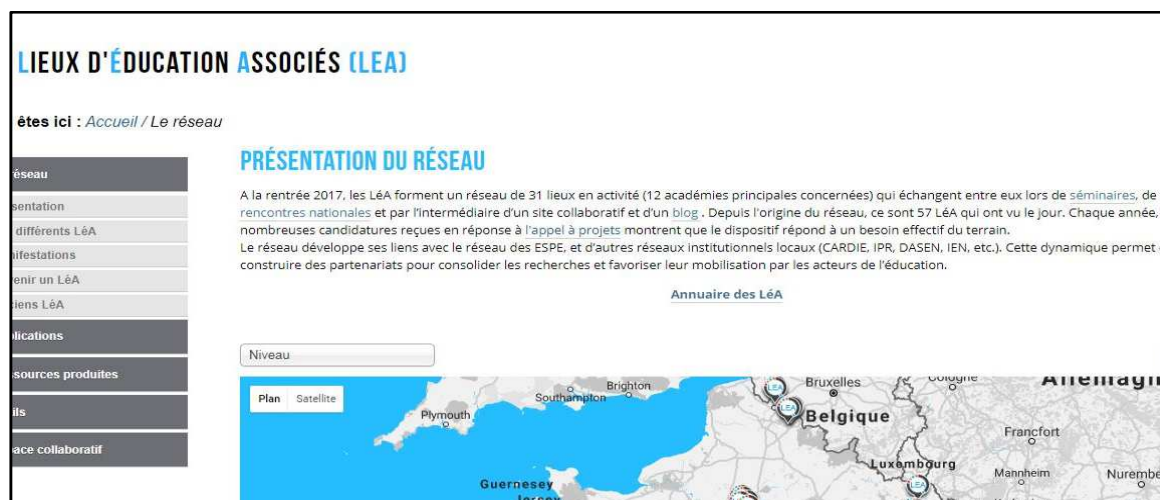 LIEUX D'ÉDUCATION ASSOCIÉS (LEA)
êtes ici : Accueil / Le réseau
éseau
sentation
différents LéA
nifestations
enir un LéA
iens LéA
lications
sources produites
ils
ace collaboratif
PRÉSENTATION DU RÉSEAU
A la rentrée 2017, les LéA forment un réseau de 31 lieux en activité (12 académies principales concernées) qui échangent entre eux lors de séminaires, de
rencontres nationales et par l'intermédiaire d'un site collaboratif et d'un blog . Depuis l'origine du réseau, ce sont 57 LéA qui ont vu le jour. Chaque année,
nombreuses candidatures reçues en réponse à l'appel à projets montrent que le dispositif répond à un besoin effectif du terrain.
Le réseau développe ses liens avec le réseau des ESPE, et d'autres réseaux institutionnels locaux (CARDIE, IPR, DASEN, IEN, etc.). Cette dynamique permet
construire des partenariats pour consolider les recherches et favoriser leur mobilisation par les acteurs de l'éducation.
Annuaire des LéA
Niveau
Plan Satellite
Brighton
Southampton
Plymouth
Bruxelles
Cologne
Allemagn
LEA
LEA
Belgique
Francfort
Luxembourg
Mannheim
Nurembe
LEA
Guernesey
Jersey